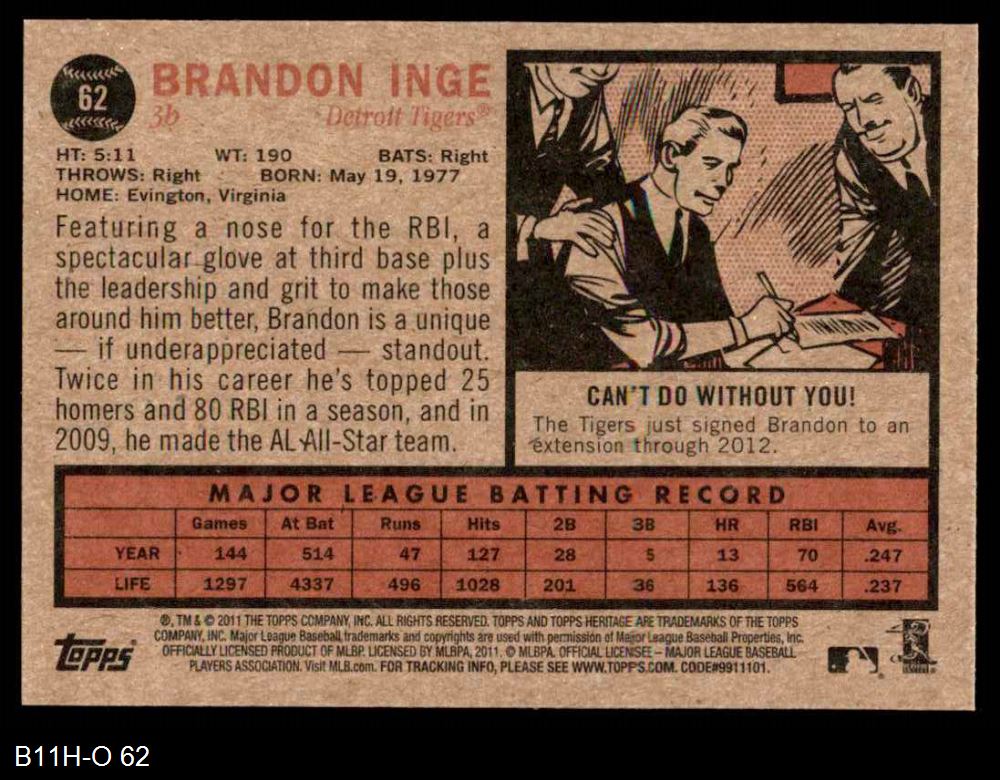 62
BRANDON INGE
3b Detroit Tigers®
HT: 5:11 WT: 190 BATS: Right
THROWS: Right BORN: May 19, 1977
HOME: Evington, Virginia
Featuring a nose for the RBI, a
spectacular glove at third base plus
the leadership and grit to make those
around him better, Brandon is a unique
— if underappreciated — standout.
Twice in his career he's topped 25
homers and 80 RBI in a season, and in
2009, he made the AL All-Star team.
CAN'T DO WITHOUT YOU!
The Tigers just signed Brandon to an
extension through 2012.
MAJOR LEAGUE BATTING RECORD
Games At Bat Runs Hits 2B 3B HR RBI Avg.
YEAR 144 514 47 127 28 5 13 70 .247
LIFE 1297 4337 496 1028 201 36 136 564 .237
®, TM & © 2011 THE TOPPS COMPANY, INC. ALL RIGHTS RESERVED. TOPPS AND TOPPS HERITAGE ARE TRADEMARKS OF THE TOPPS
COMPANY, INC. Major League Baseball trademarks and copyrights are used with permission of Major League Baseball Properties, Inc.
OFFICIALLY LICENSED PRODUCT OF MLBP. LICENSED BY MLBPA, 2011. © MLBPA. OFFICIAL LICENSEE – MAJOR LEAGUE BASEBALL
PLAYERS ASSOCIATION. Visit MLB.com. FOR TRACKING INFO, PLEASE SEE WWW.TOPPS.COM. CODE#9911101.
Topps
B11H-O 62